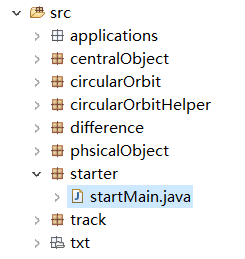 src
applications
centralObject
circularOrbit
circularOrbitHelper
difference
phsicalObject
starter
startMain.java
track
txt